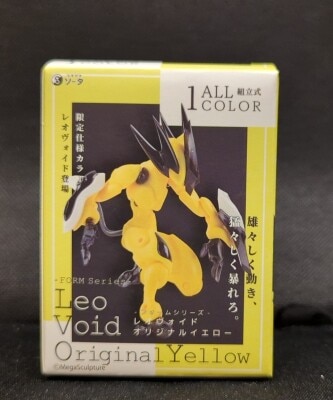 ソータ
1 ALL 組立式
COLOR
限定仕様カラー
レオヴォイド登場
雄々しく動き、
猛々しく暴れろ。
-FORM Series-
Leo
Void
-フォームシリーズ-
レオヴォイド
オリジナルイエロー
OriginalYellow
©MegaSculpture